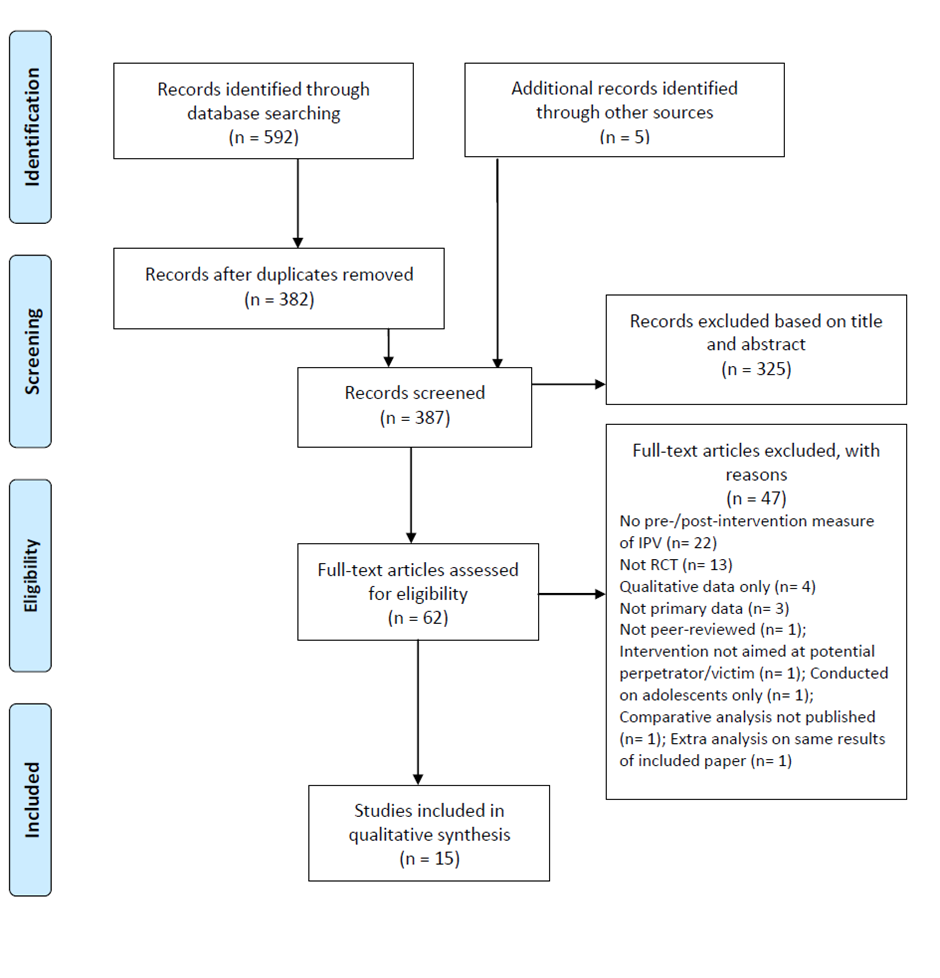 Identification
Records identified through
database searching
(n = 592)
Additional records identified
through other sources
(n = 5)
Screening
Records after duplicates removed
(n = 382)
Records screened
(n = 387)
Records excluded based on title
and abstract
(n = 325)
Eligibility
Full-text articles assessed
for eligibility
(n = 62)
Full-text articles excluded, with
reasons
(n = 47)
No pre-/post-intervention measure
of IPV (n= 22)
Not RCT (n= 13)
Qualitative data only (n= 4)
Not primary data (n= 3)
Not peer-reviewed (n= 1);
Intervention not aimed at potential
perpetrator/victim (n= 1); Conducted
on adolescents only (n= 1);
Comparative analysis not published
(n= 1); Extra analysis on same results
of included paper (n= 1)
Included
Studies included in
qualitative synthesis
(n = 15)